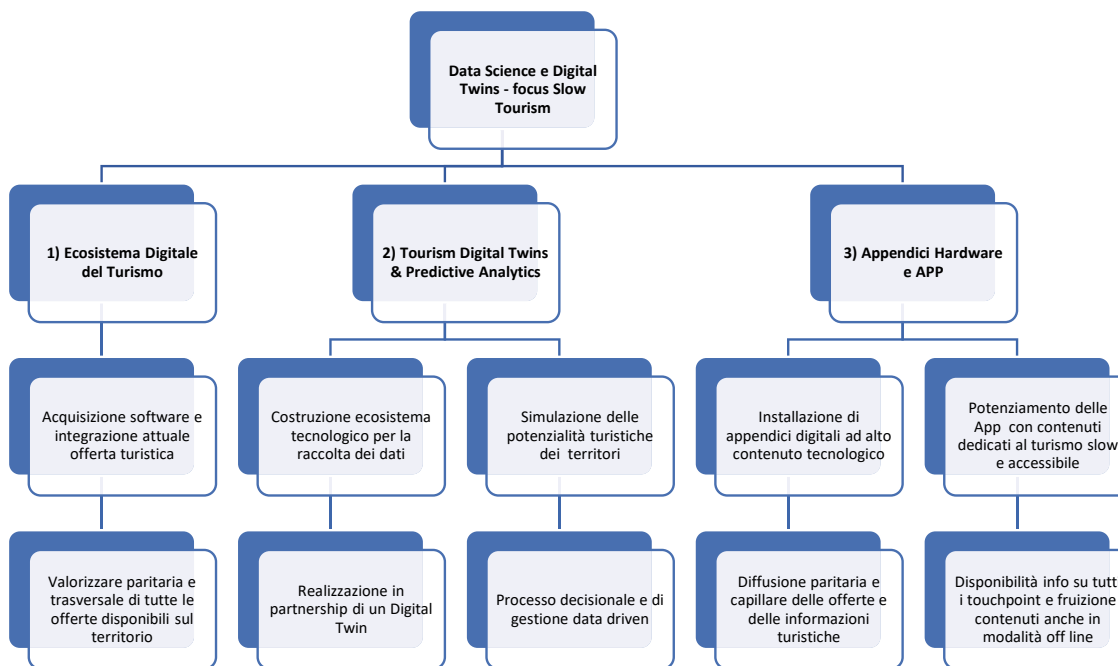 Data Science e Digital
Twins - focus Slow
Tourism
1) Ecosistema Digitale
del Turismo
2) Tourism Digital Twins
& Predictive Analytics
3) Appendici Hardware
e APP
Acquisizione software e
integrazione attuale
offerta turistica
Costruzione ecosistema
tecnologico per la
raccolta dei dati
Simulazione delle
potenzialità turistiche
dei territori
Installazione di
appendici digitali ad alto
contenuto tecnologico
Potenziamento delle
App con contenuti
dedicati al turismo slow
e accessibile
Valorizzare paritaria e
trasversale di tutte le
offerte disponibili sul
territorio
Realizzazione in
partnership di un Digital
Twin
Processo decisionale e di
gestione data driven
Diffusione paritaria e
capillare delle offerte e
delle informazioni
turistiche
Disponibilità info su tutt
i touchpoint e fruizione
contenuti anche in
modalità off line